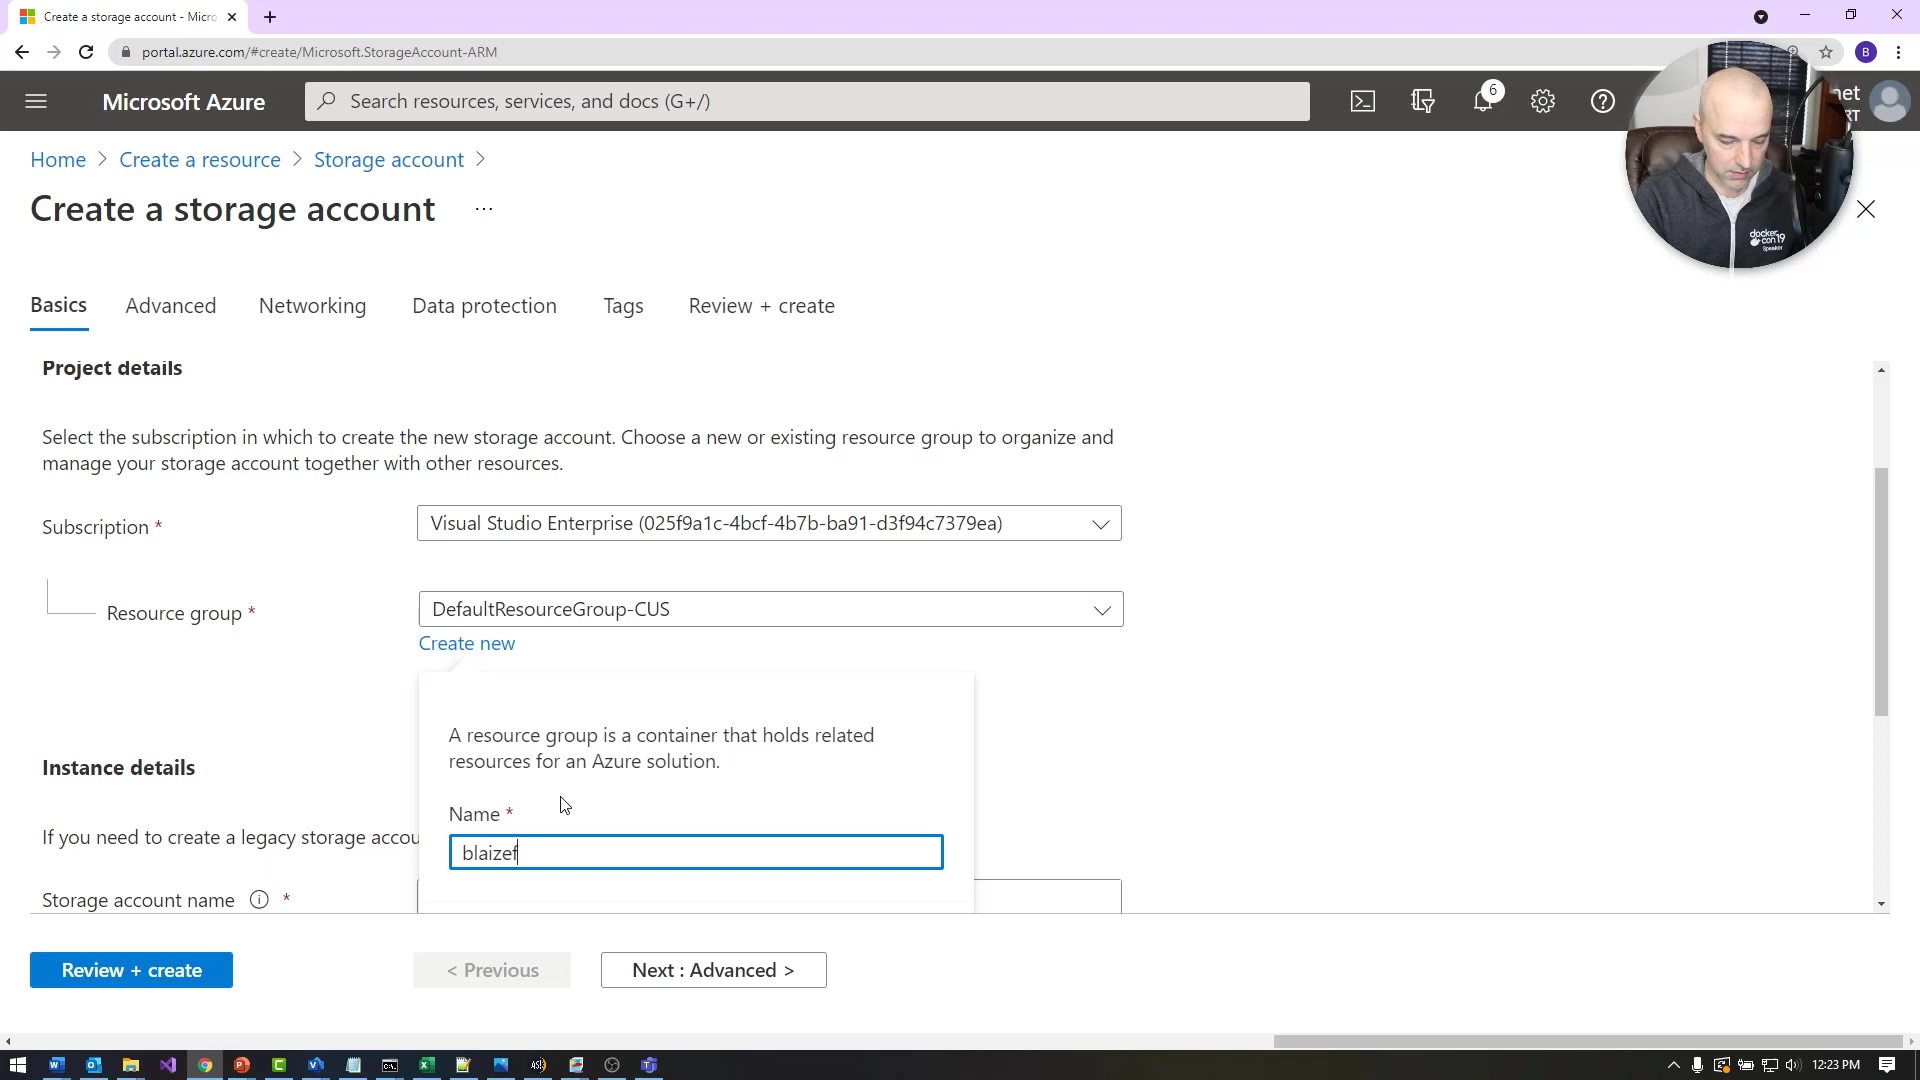 Create a storage account - Micro
portal.azure.com/#create/Microsoft.StorageAccount-ARM
B
Microsoft Azure
Search resources, services, and docs (G+/)
6
net
RT
Home > Create a resource > Storage account >
Create a storage account ...
docker
con 19
Speaker
Basics Advanced Networking Data protection Tags Review + create
Project details
Select the subscription in which to create the new storage account. Choose a new or existing resource group to organize and
manage your storage account together with other resources.
Subscription *
Visual Studio Enterprise (025f9a1c-4bcf-4b7b-ba91-d3f94c7379ea)
Resource group *
DefaultResourceGroup-CUS
Create new
A resource group is a container that holds related
resources for an Azure solution.
Name *
blaizef
Instance details
If you need to create a legacy storage accou
Storage account name *
Review + create
< Previous
Next : Advanced >
12:23 PM